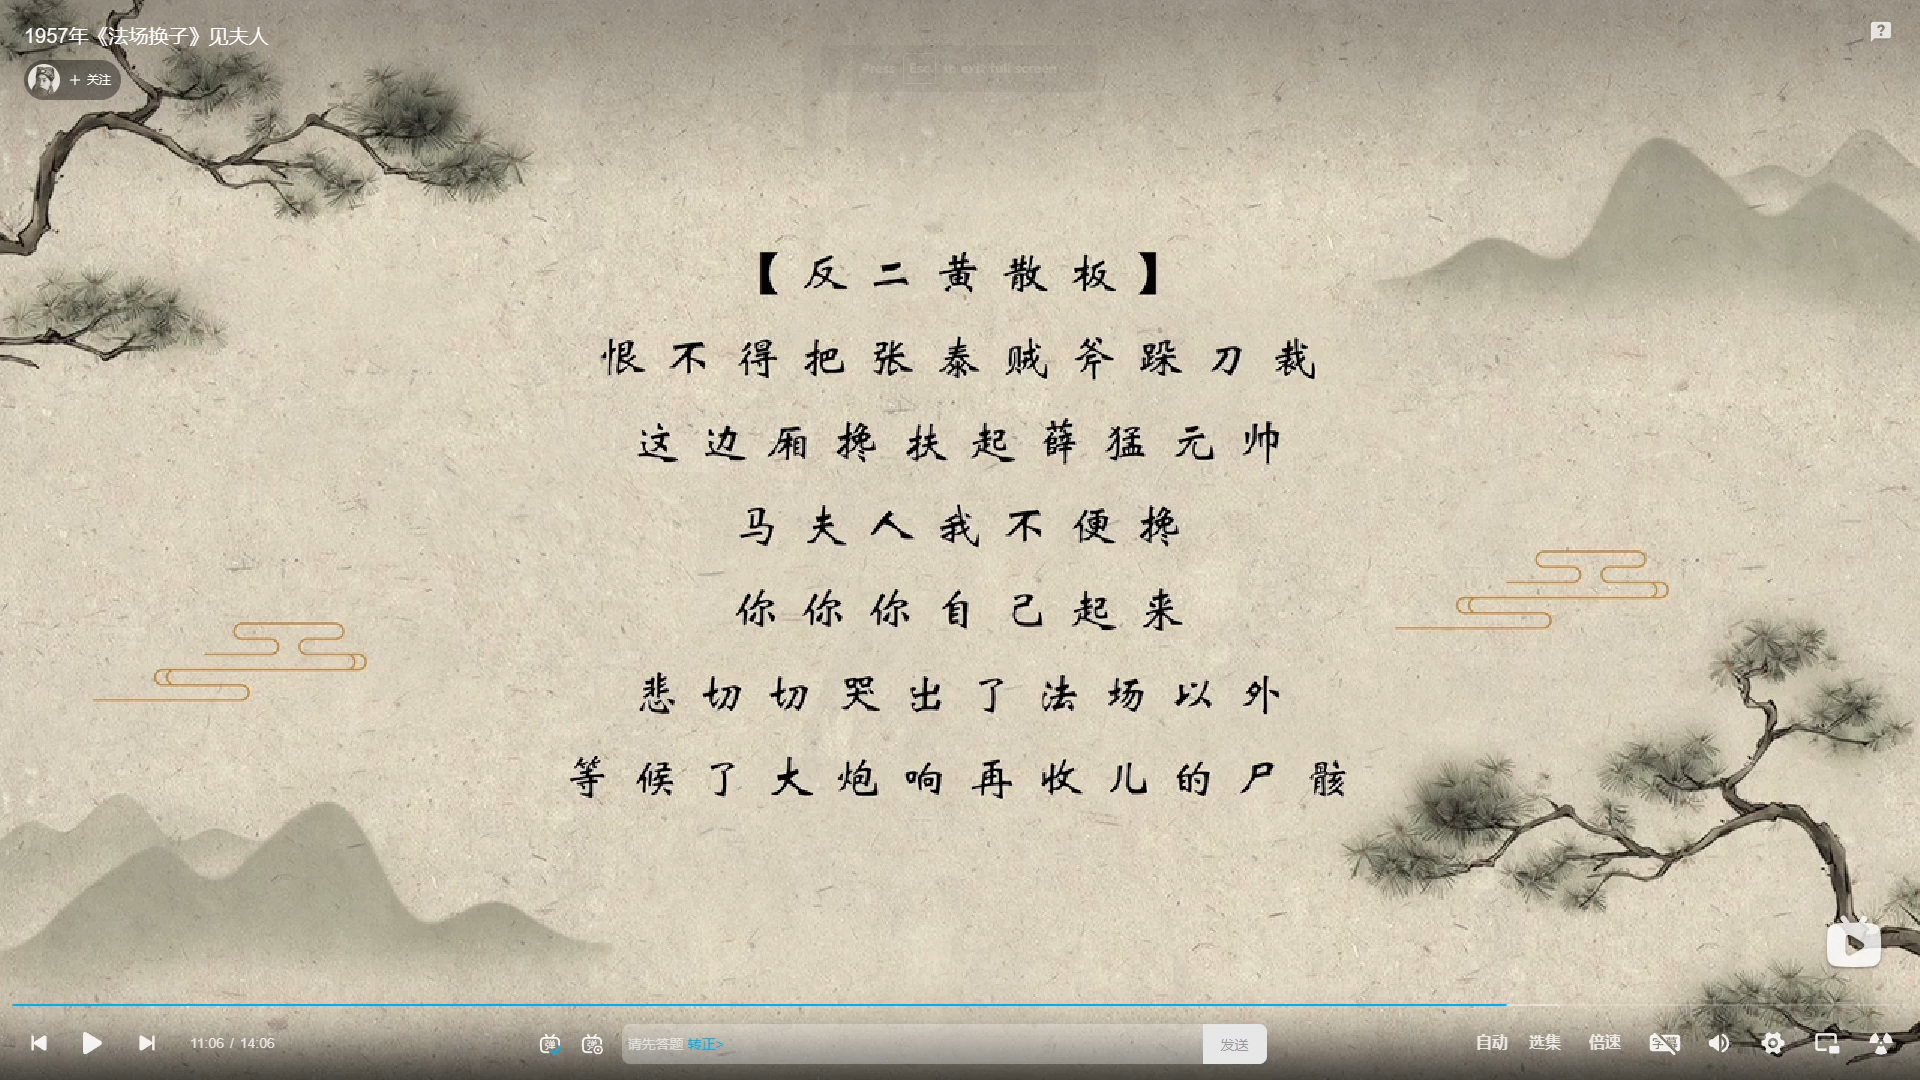 1957年《法场换子》见夫人
+ 关注
【反二黄散板】
恨不得把张泰贼斧跺刀裁
这边厢搀扶起薛猛元帅
马夫人我不便搀
你你你自己起来
悲切切哭出了法场以外
等候了大炮响再收儿的尸骸
11:06 / 14:06
请先答题 转正>
发送
自动 选集 倍速